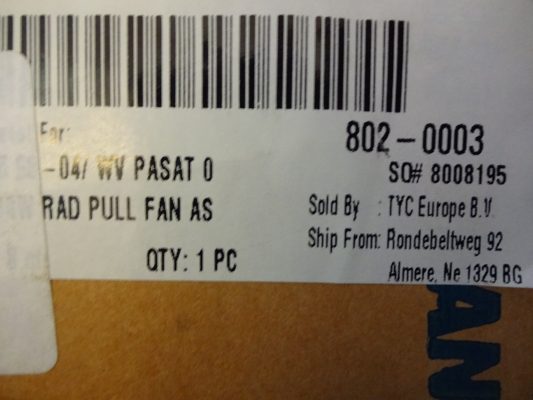 For:
802-0003
-04/ WV PASAT 0
SO# 8008195
RAD PULL FAN AS
Sold By : TYC Europe B.V.
Ship From: Rondebeltweg 92
QTY: 1 PC
Almere, Ne 1329 BG
AN